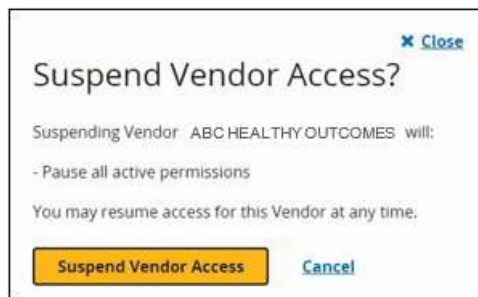 ✖ Close
Suspend Vendor Access?
Suspending Vendor ABC HEALTHY OUTCOMES will:
- Pause all active permissions
You may resume access for this Vendor at any time.
Suspend Vendor Access Cancel